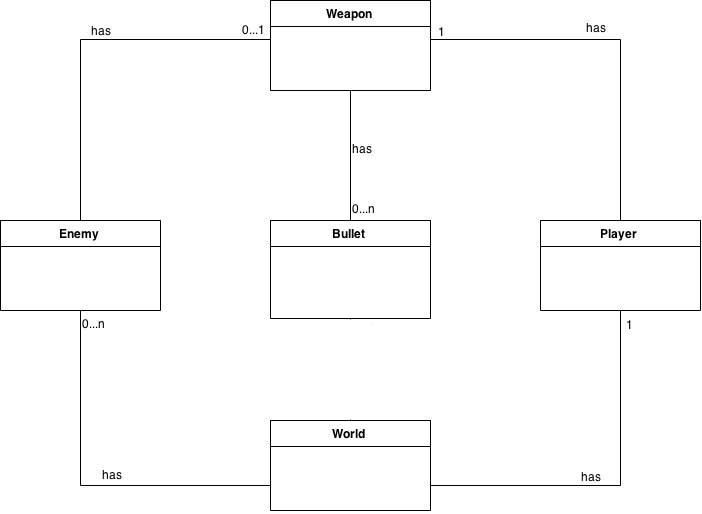 Weapon
has
0...1
1
has
has
0...n
Enemy
Bullet
Player
0...n
1
World
has
has